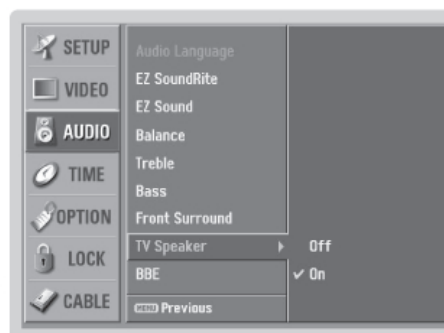 SETUP
VIDEO
AUDIO
TIME
OPTION
LOCK
CABLE
Audio Language
EZ SoundRite
EZ Sound
Balance
Treble
Bass
Front Surround
TV Speaker
BBE
MENU Previous
Off
On